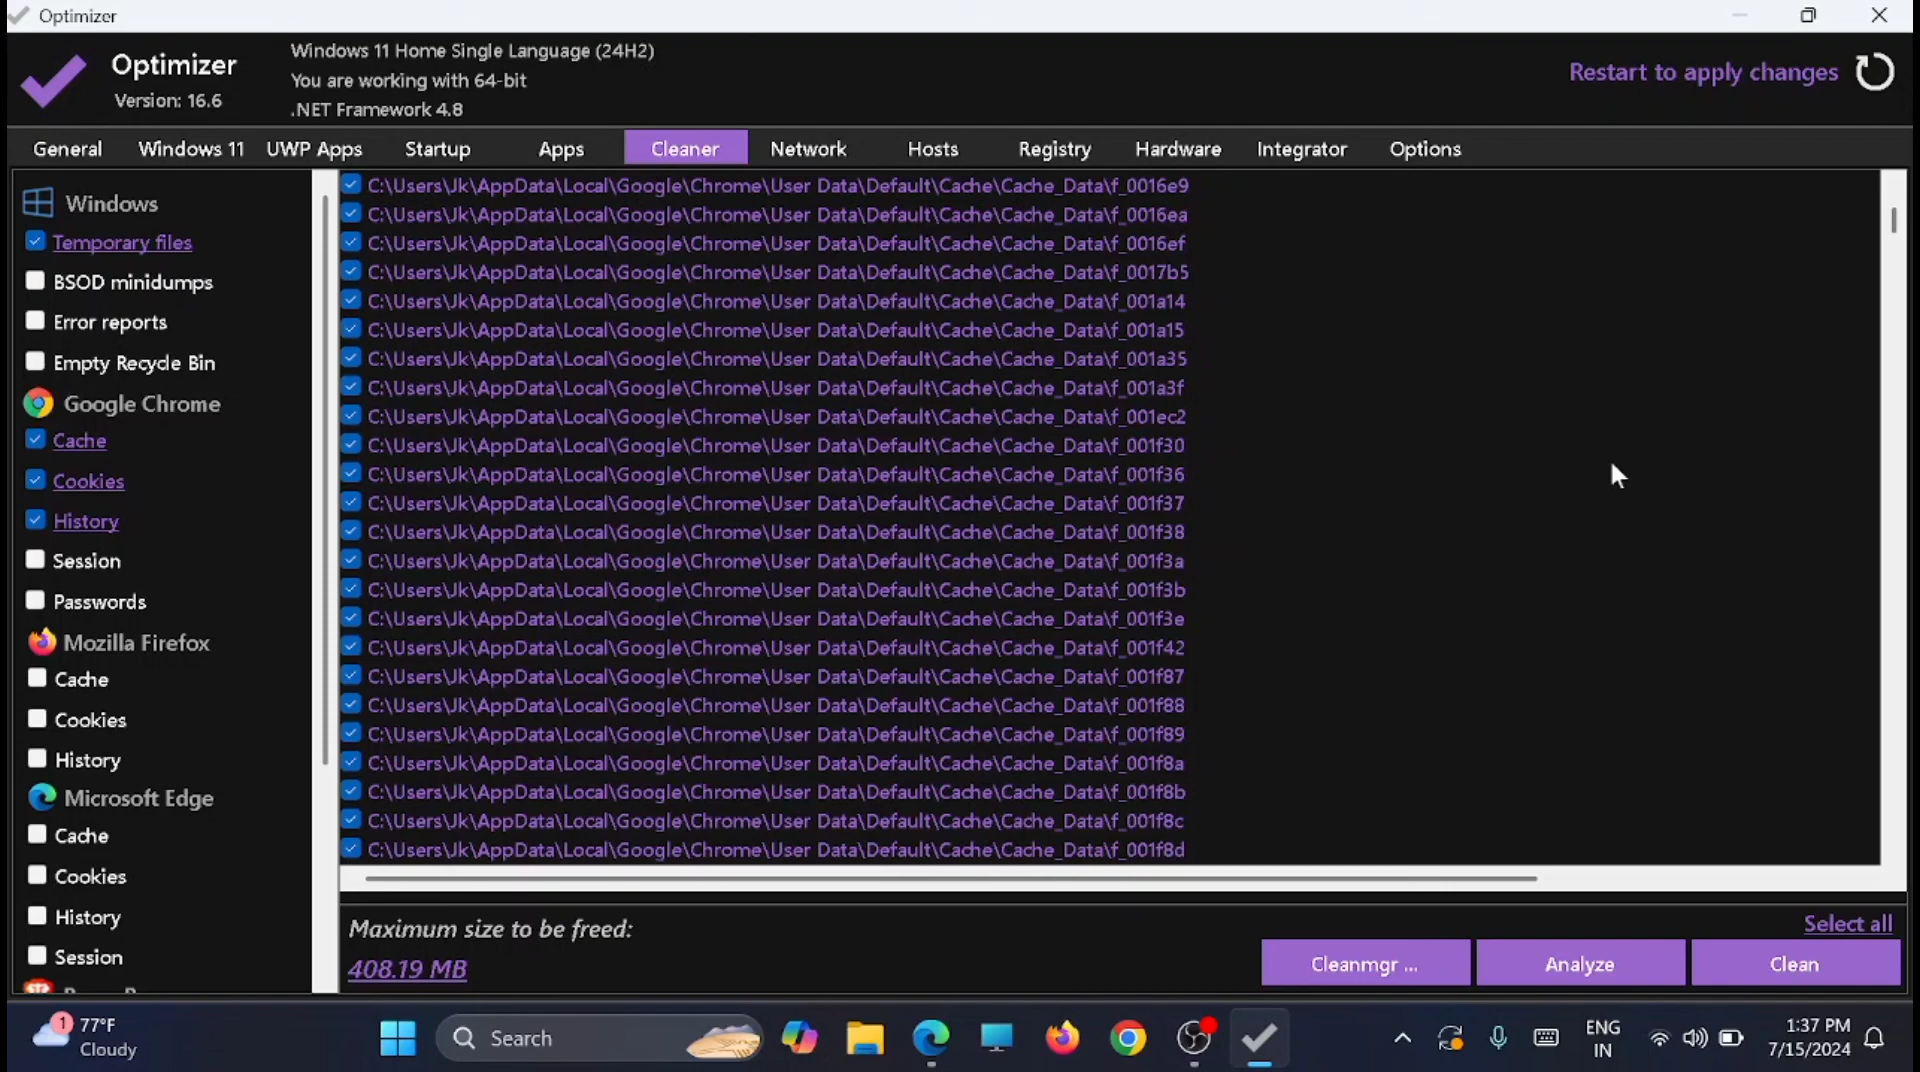 Optimizer
Optimizer
Version: 16.6
Windows 11 Home Single Language (24H2)
You are working with 64-bit
.NET Framework 4.8
Restart to apply changes
General Windows 11 UWP Apps Startup Apps Cleaner Network Hosts Registry Hardware Integrator Options
Windows
Temporary files
BSOD minidumps
Error reports
Empty Recycle Bin
Google Chrome
Cache
Cookies
History
Session
Passwords
Mozilla Firefox
Cache
Cookies
History
Microsoft Edge
Cache
Cookies
History
Session
C:\Users\Jk\AppData\Local\Google\Chrome\User Data\Default\Cache\Cache_Data\f_0016e9
C:\Users\Jk\AppData\Local\Google\Chrome\User Data\Default\Cache\Cache_Data\f_0016ea
C:\Users\Jk\AppData\Local\Google\Chrome\User Data\Default\Cache\Cache_Data\f_0016ef
C:\Users\Jk\AppData\Local\Google\Chrome\User Data\Default\Cache\Cache_Data\f_0017b5
C:\Users\Jk\AppData\Local\Google\Chrome\User Data\Default\Cache\Cache_Data\f_001a14
C:\Users\Jk\AppData\Local\Google\Chrome\User Data\Default\Cache\Cache_Data\f_001a15
C:\Users\Jk\AppData\Local\Google\Chrome\User Data\Default\Cache\Cache_Data\f_001a35
C:\Users\Jk\AppData\Local\Google\Chrome\User Data\Default\Cache\Cache_Data\f_001a3f
C:\Users\Jk\AppData\Local\Google\Chrome\User Data\Default\Cache\Cache_Data\f_001ec2
C:\Users\Jk\AppData\Local\Google\Chrome\User Data\Default\Cache\Cache_Data\f_001f30
C:\Users\Jk\AppData\Local\Google\Chrome\User Data\Default\Cache\Cache_Data\f_001f36
C:\Users\Jk\AppData\Local\Google\Chrome\User Data\Default\Cache\Cache_Data\f_001f37
C:\Users\Jk\AppData\Local\Google\Chrome\User Data\Default\Cache\Cache_Data\f_001f38
C:\Users\Jk\AppData\Local\Google\Chrome\User Data\Default\Cache\Cache_Data\f_001f3a
C:\Users\Jk\AppData\Local\Google\Chrome\User Data\Default\Cache\Cache_Data\f_001f3b
C:\Users\Jk\AppData\Local\Google\Chrome\User Data\Default\Cache\Cache_Data\f_001f3e
C:\Users\Jk\AppData\Local\Google\Chrome\User Data\Default\Cache\Cache_Data\f_001f42
C:\Users\Jk\AppData\Local\Google\Chrome\User Data\Default\Cache\Cache_Data\f_001f87
C:\Users\Jk\AppData\Local\Google\Chrome\User Data\Default\Cache\Cache_Data\f_001f88
C:\Users\Jk\AppData\Local\Google\Chrome\User Data\Default\Cache\Cache_Data\f_001f89
C:\Users\Jk\AppData\Local\Google\Chrome\User Data\Default\Cache\Cache_Data\f_001f8a
C:\Users\Jk\AppData\Local\Google\Chrome\User Data\Default\Cache\Cache_Data\f_001f8b
C:\Users\Jk\AppData\Local\Google\Chrome\User Data\Default\Cache\Cache_Data\f_001f8c
C:\Users\Jk\AppData\Local\Google\Chrome\User Data\Default\Cache\Cache_Data\f_001f8d
Maximum size to be freed:
408.19 MB
Select all
Cleanmgr ... Analyze Clean
1
77°F
Cloudy
Search
ENG
IN
1:37 PM
7/15/2024